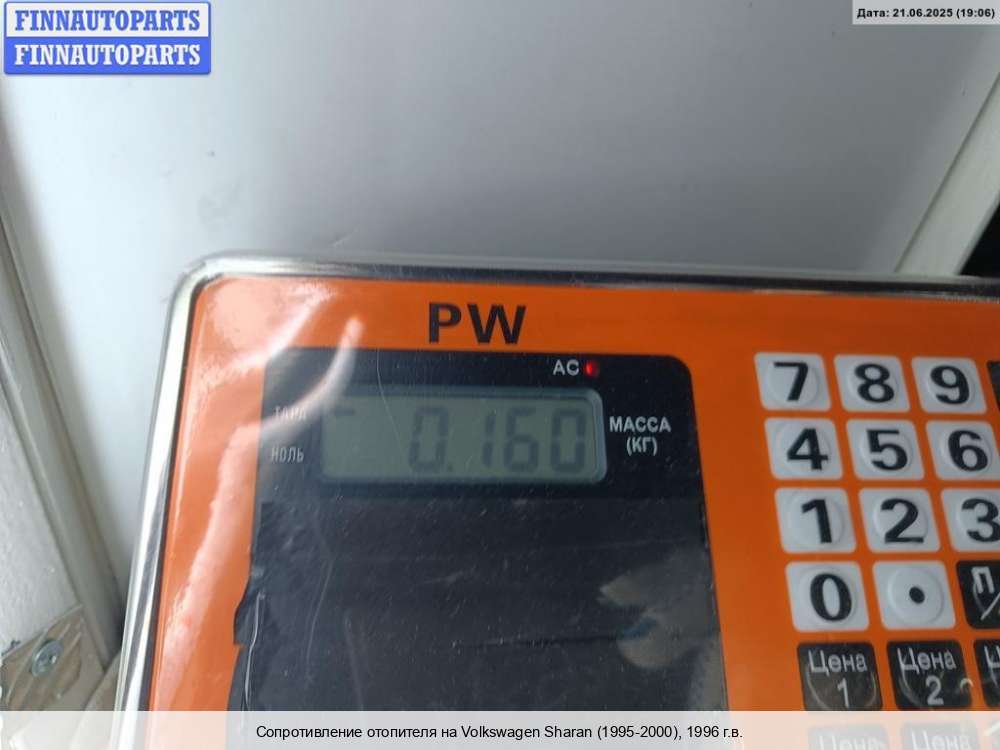 FINNAUTOPARTS
FINNAUTOPARTS
Дата: 21.06.2025 (19:06)
PW
AC
ТАРА
НОЛЬ
0.160
МАССА
(КГ)
7 8 9
4 5 6
1 2 3
0 •
Цена 1
Цена 2
Цена
Цена
Сопротивление отопителя на Volkswagen Sharan (1995-2000), 1996 г.в.